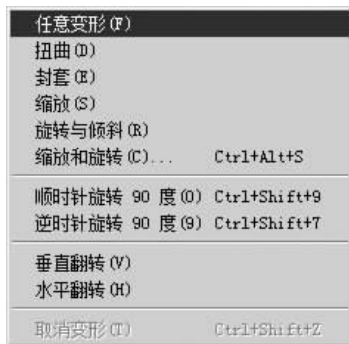 任意变形(F)
扭曲(D)
封套(E)
缩放(S)
旋转与倾斜(R)
缩放和旋转(C)... Ctrl+Alt+S
顺时针旋转 90 度(0) Ctrl+Shift+9
逆时针旋转 90 度(9) Ctrl+Shift+7
垂直翻转(V)
水平翻转(H)
取消变形(T) Ctrl+Shift+Z